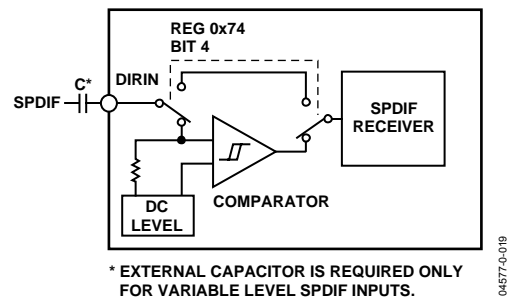 REG 0x74
BIT 4
C*
DIRIN
SPDIF
SPDIF
RECEIVER
COMPARATOR
DC
LEVEL
* EXTERNAL CAPACITOR IS REQUIRED ONLY
FOR VARIABLE LEVEL SPDIF INPUTS.
04577-0-019